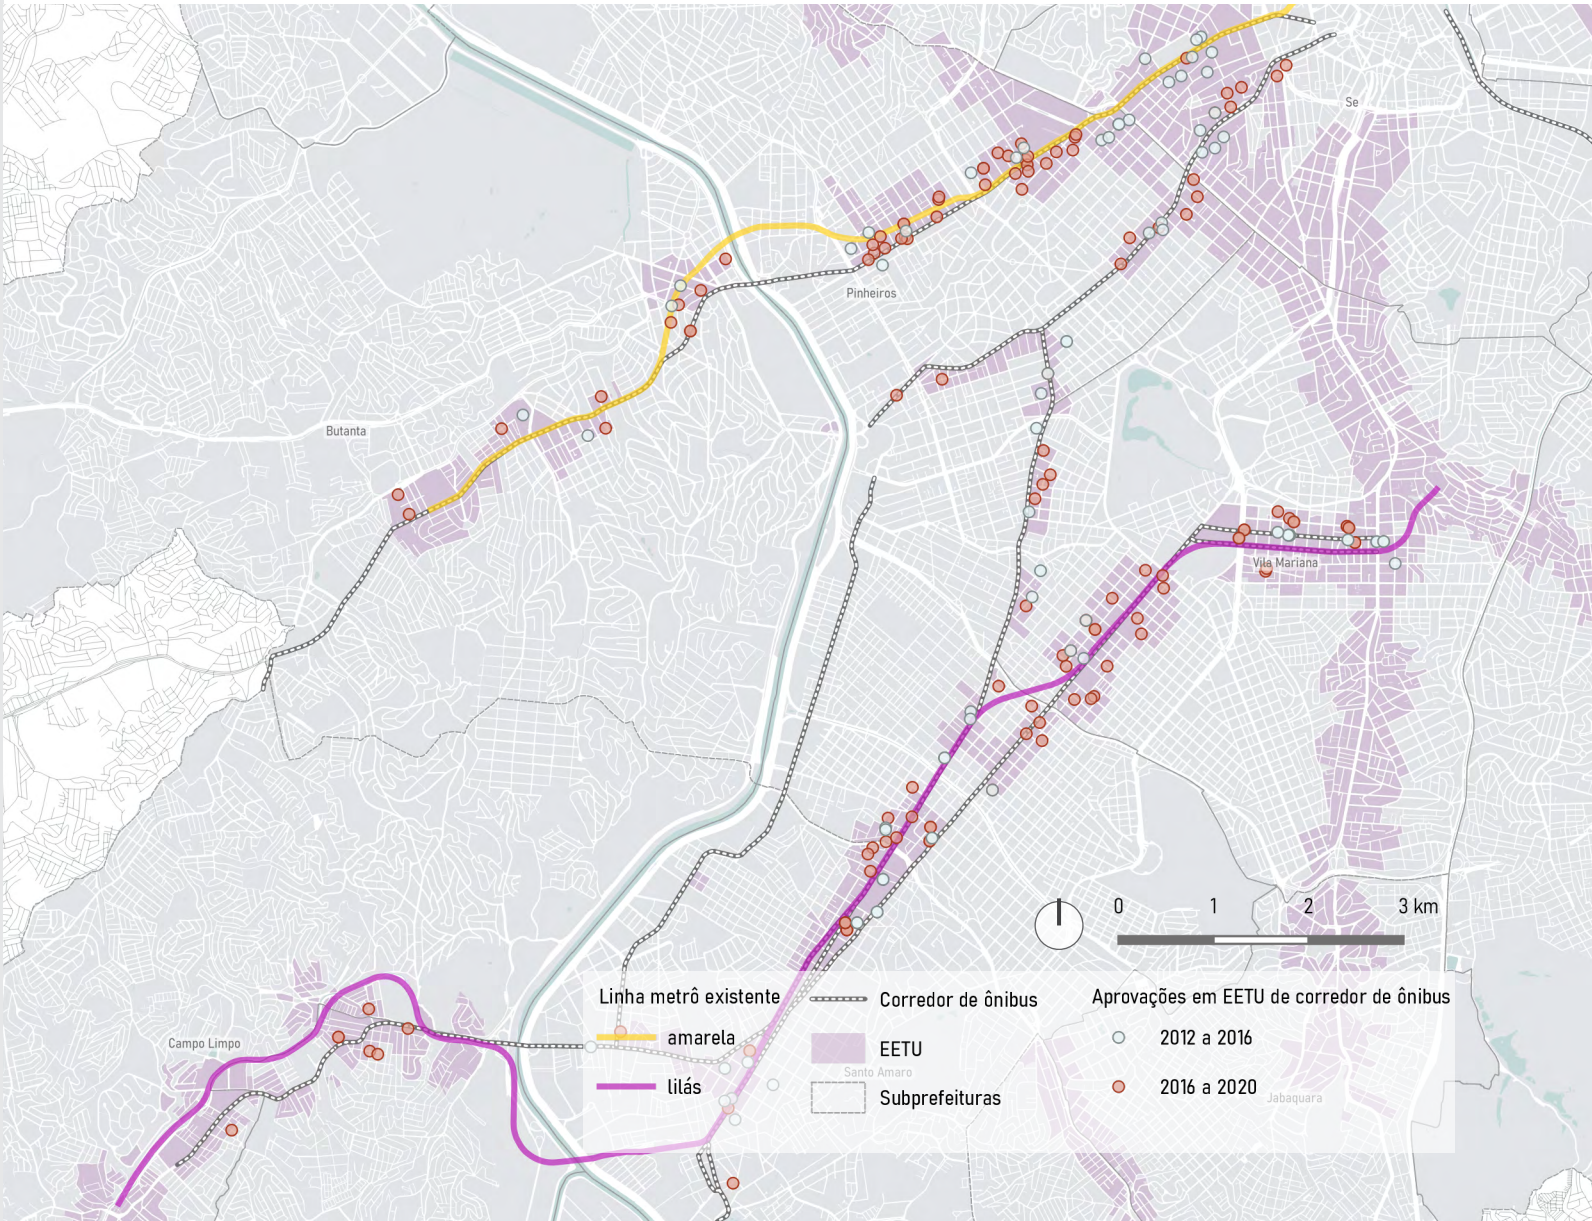 Se
Pinheiros
Butanta
Vila Mariana
0 1 2 3 km
Campo Limpo
Linha metrô existente
amarela
lilás
Corredor de ônibus
EETU
Santo Amaro
Subprefeituras
Aprovações em EETU de corredor de ônibus
2012 a 2016
2016 a 2020
Jabaquara